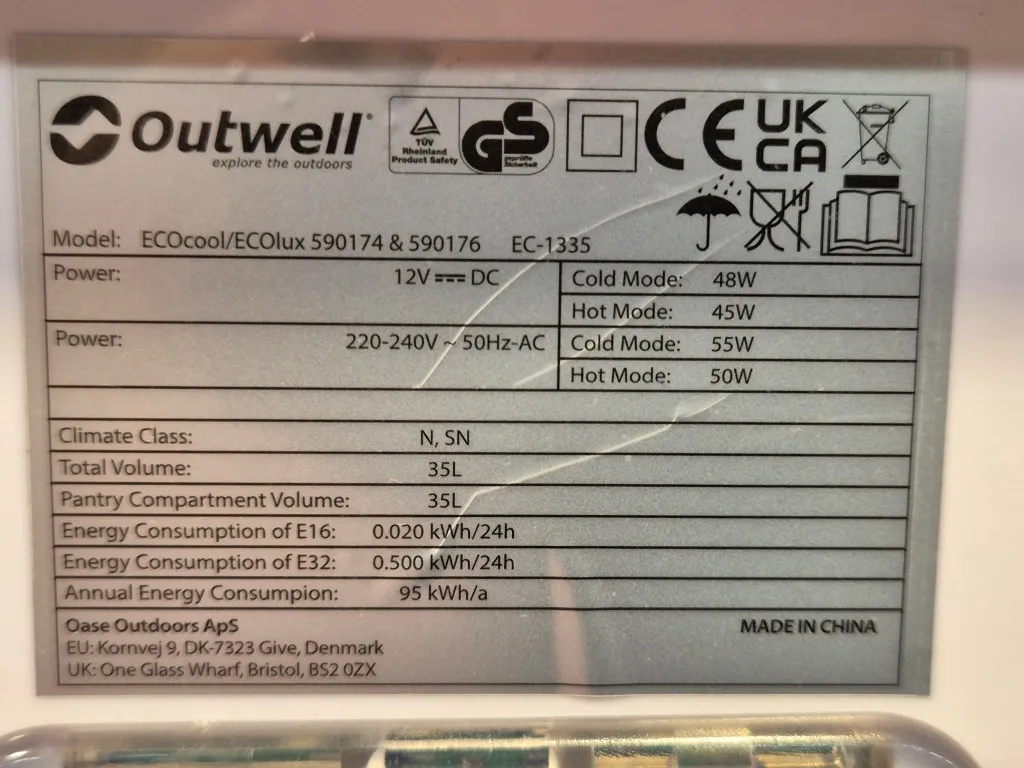 Outwell
explore the outdoors
TÜV
Rheinland
Product Safety
GS
geprüfte
Sicherheit
CE
UK
CA
Model: ECOcool/ECOlux 590174 & 590176 EC-1335
Power: 12V ⎓ DC Cold Mode: 48W
Hot Mode: 45W
Power: 220-240V ~ 50Hz-AC Cold Mode: 55W
Hot Mode: 50W
Climate Class: N, SN
Total Volume: 35L
Pantry Compartment Volume: 35L
Energy Consumption of E16: 0.020 kWh/24h
Energy Consumption of E32: 0.500 kWh/24h
Annual Energy Consumpion: 95 kWh/a
Oase Outdoors ApS MADE IN CHINA
EU: Kornvej 9, DK-7323 Give, Denmark
UK: One Glass Wharf, Bristol, BS2 0ZX